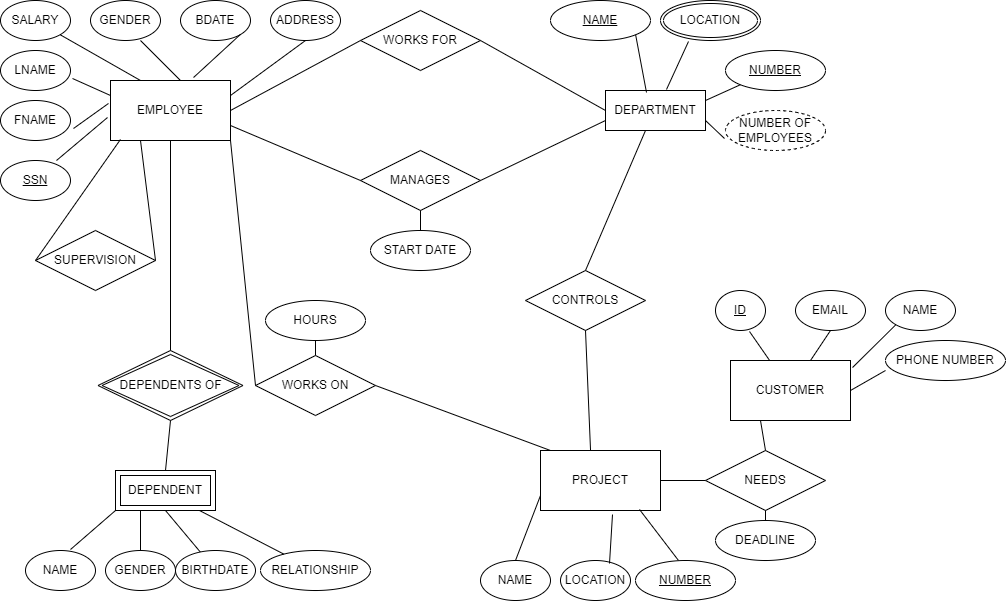 SALARY
GENDER
BDATE
ADDRESS
WORKS FOR
NAME
LOCATION
LNAME
NUMBER
EMPLOYEE
DEPARTMENT
FNAME
NUMBER OF
EMPLOYEES
SSN
MANAGES
START DATE
SUPERVISION
CONTROLS
HOURS
ID
EMAIL
NAME
PHONE NUMBER
DEPENDENTS OF
WORKS ON
CUSTOMER
DEPENDENT
PROJECT
NEEDS
DEADLINE
NAME
GENDER
BIRTHDATE
RELATIONSHIP
NAME
LOCATION
NUMBER